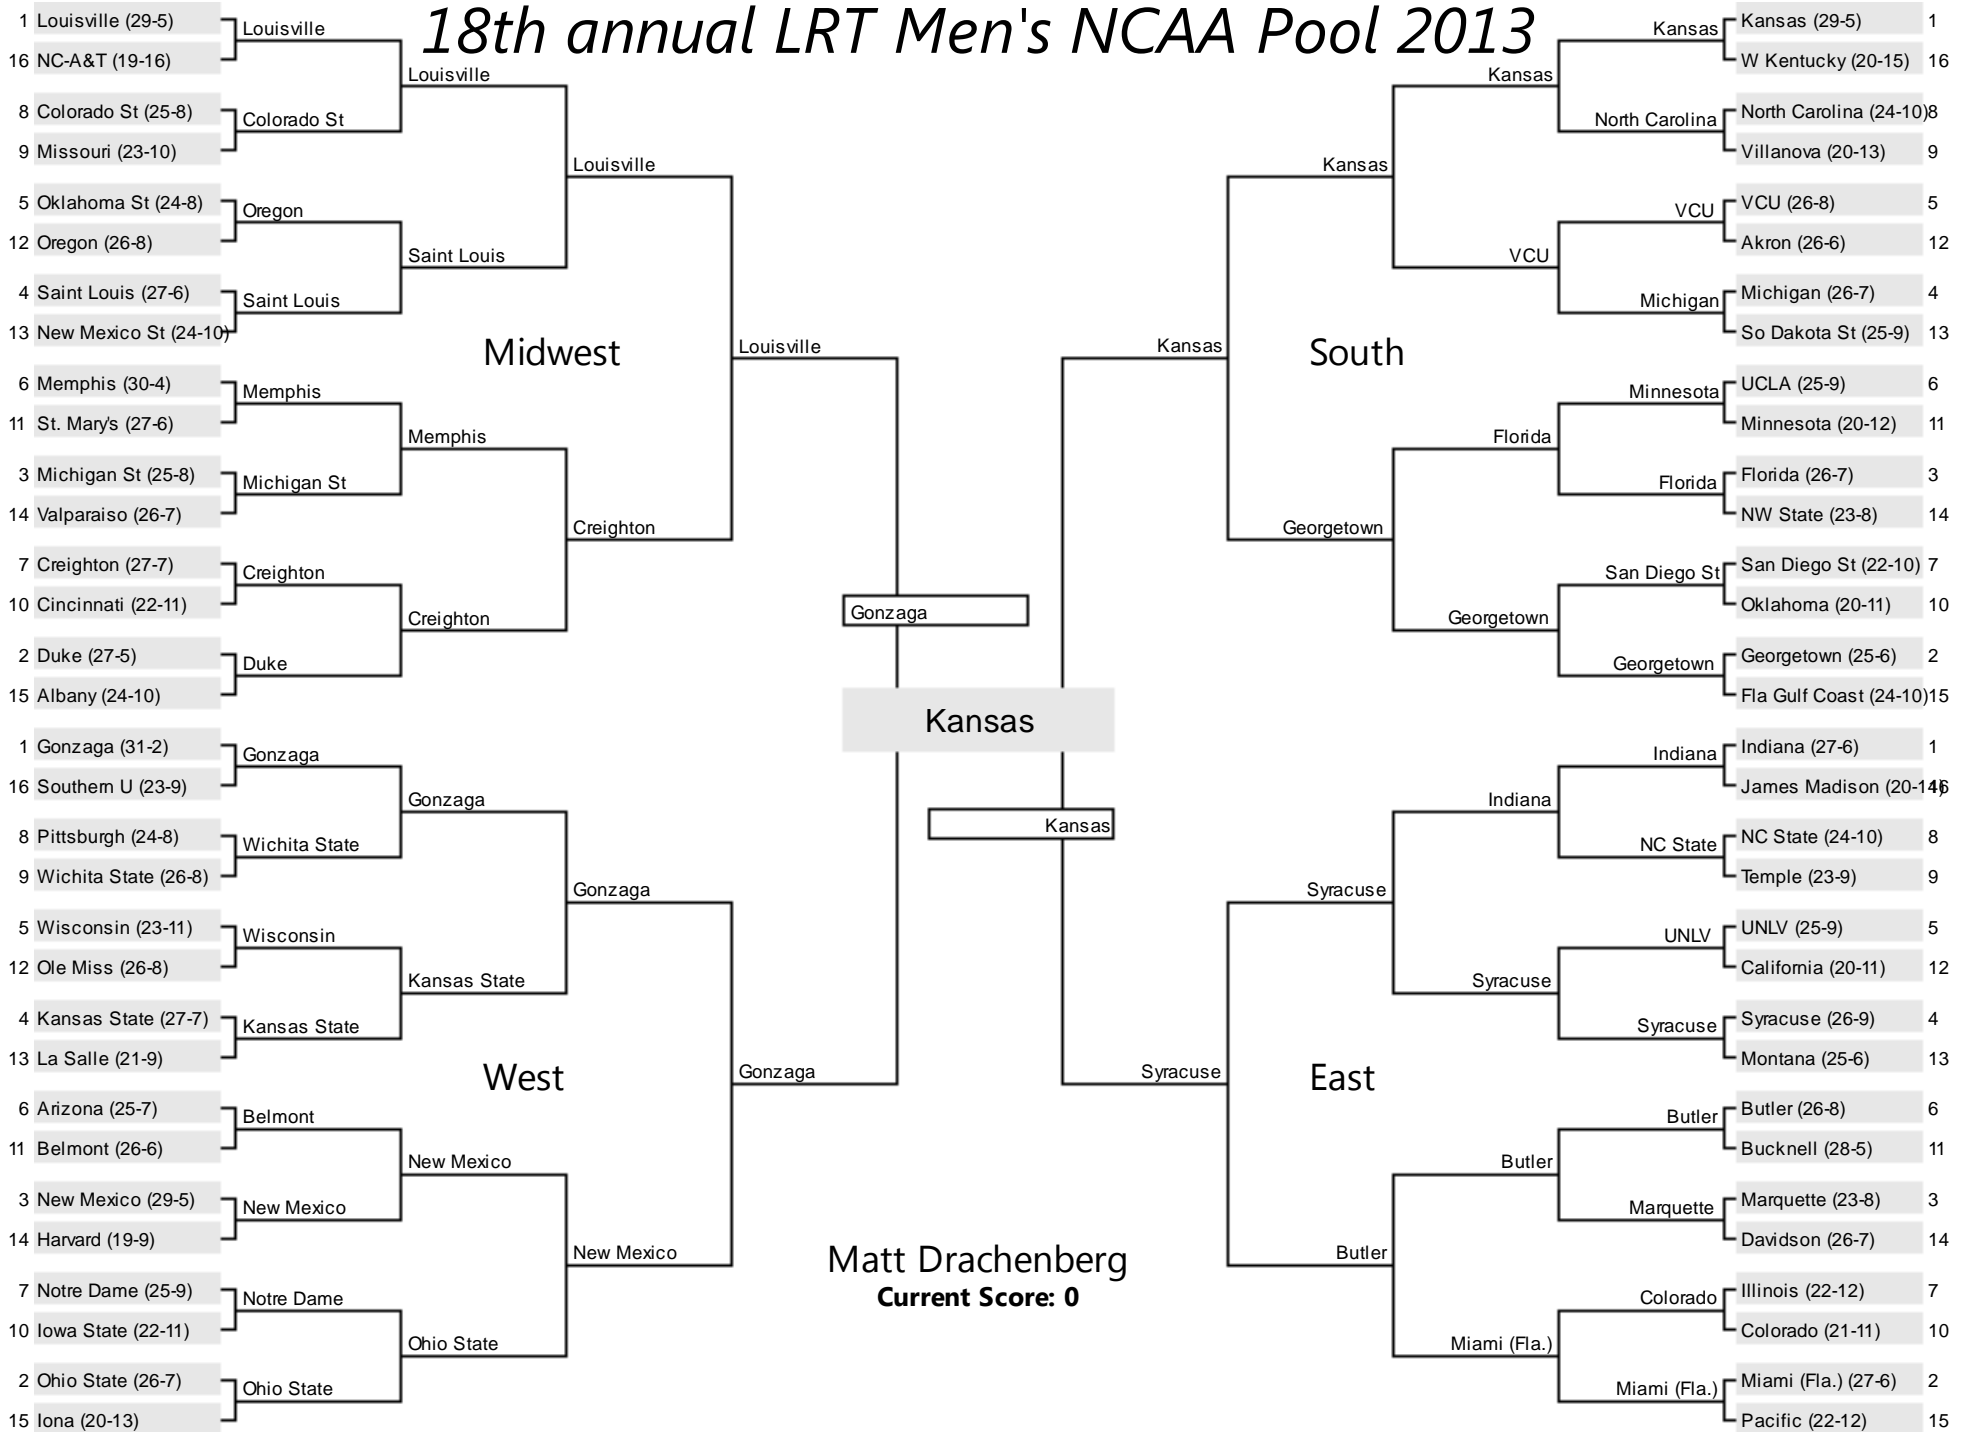 18th annual LRT Men's NCAA Pool 2013
1 Louisville (29-5)
16 NC-A&T (19-16)
8 Colorado St (25-8)
9 Missouri (23-10)
5 Oklahoma St (24-8)
12 Oregon (26-8)
4 Saint Louis (27-6)
13 New Mexico St (24-10)
6 Memphis (30-4)
11 St. Mary's (27-6)
3 Michigan St (25-8)
14 Valparaiso (26-7)
7 Creighton (27-7)
10 Cincinnati (22-11)
2 Duke (27-5)
15 Albany (24-10)
Louisville
Colorado St
Oregon
Saint Louis
Memphis
Michigan St
Creighton
Duke
Louisville
Saint Louis
Memphis
Creighton
Louisville
Creighton
Midwest
Louisville
1 Gonzaga (31-2)
16 Southern U (23-9)
8 Pittsburgh (24-8)
9 Wichita State (26-8)
5 Wisconsin (23-11)
12 Ole Miss (26-8)
4 Kansas State (27-7)
13 La Salle (21-9)
6 Arizona (25-7)
11 Belmont (26-6)
3 New Mexico (29-5)
14 Harvard (19-9)
7 Notre Dame (25-9)
10 Iowa State (22-11)
2 Ohio State (26-7)
15 Iona (20-13)
Gonzaga
Wichita State
Wisconsin
Kansas State
Belmont
New Mexico
Notre Dame
Ohio State
Gonzaga
Kansas State
New Mexico
Ohio State
Gonzaga
New Mexico
West
Gonzaga
Gonzaga
Kansas
Kansas
Matt Drachenberg
Current Score: 0
Kansas
South
Kansas
Georgetown
Kansas
VCU
Florida
Georgetown
Kansas
North Carolina
VCU
Michigan
Minnesota
Florida
San Diego St
Georgetown
Kansas (29-5) 1
W Kentucky (20-15) 16
North Carolina (24-10) 8
Villanova (20-13) 9
VCU (26-8) 5
Akron (26-6) 12
Michigan (26-7) 4
So Dakota St (25-9) 13
UCLA (25-9) 6
Minnesota (20-12) 11
Florida (26-7) 3
NW State (23-8) 14
San Diego St (22-10) 7
Oklahoma (20-11) 10
Georgetown (25-6) 2
Fla Gulf Coast (24-10) 15
Syracuse
East
Syracuse
Butler
Indiana
Syracuse
Butler
Miami (Fla.)
Indiana
NC State
UNLV
Syracuse
Butler
Marquette
Colorado
Miami (Fla.)
Indiana (27-6) 1
James Madison (20-14) 16
NC State (24-10) 8
Temple (23-9) 9
UNLV (25-9) 5
California (20-11) 12
Syracuse (26-9) 4
Montana (25-6) 13
Butler (26-8) 6
Bucknell (28-5) 11
Marquette (23-8) 3
Davidson (26-7) 14
Illinois (22-12) 7
Colorado (21-11) 10
Miami (Fla.) (27-6) 2
Pacific (22-12) 15